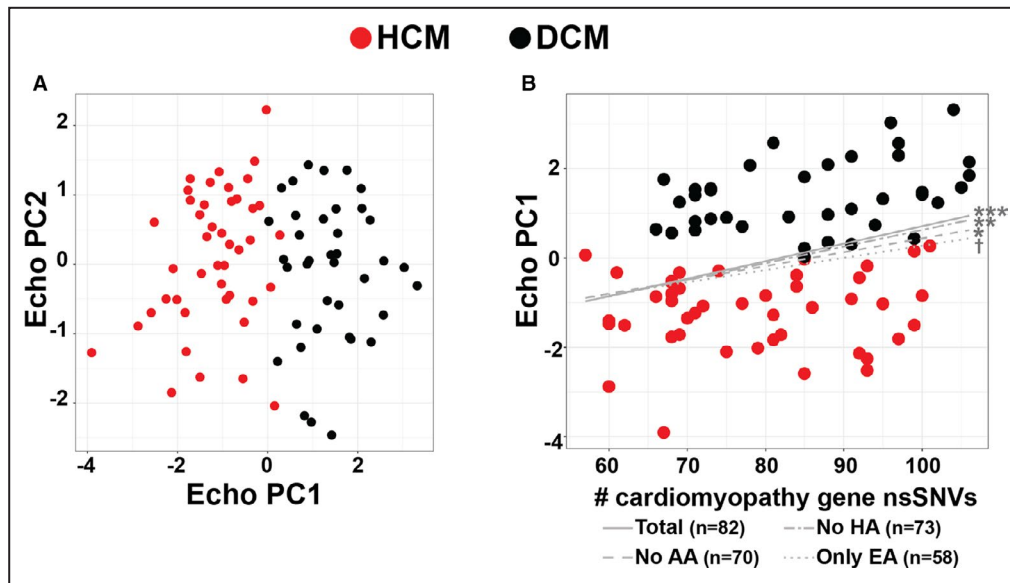 HCM DCM
A
2
1
0
-1
-2
Echo PC2
-4 -2 0 2
Echo PC1
B
2
0
-2
-4
Echo PC1
***
**
*
†
60 70 80 90 100
# cardiomyopathy gene nsSNVs
Total (n=82) No HA (n=73)
No AA (n=70) Only EA (n=58)